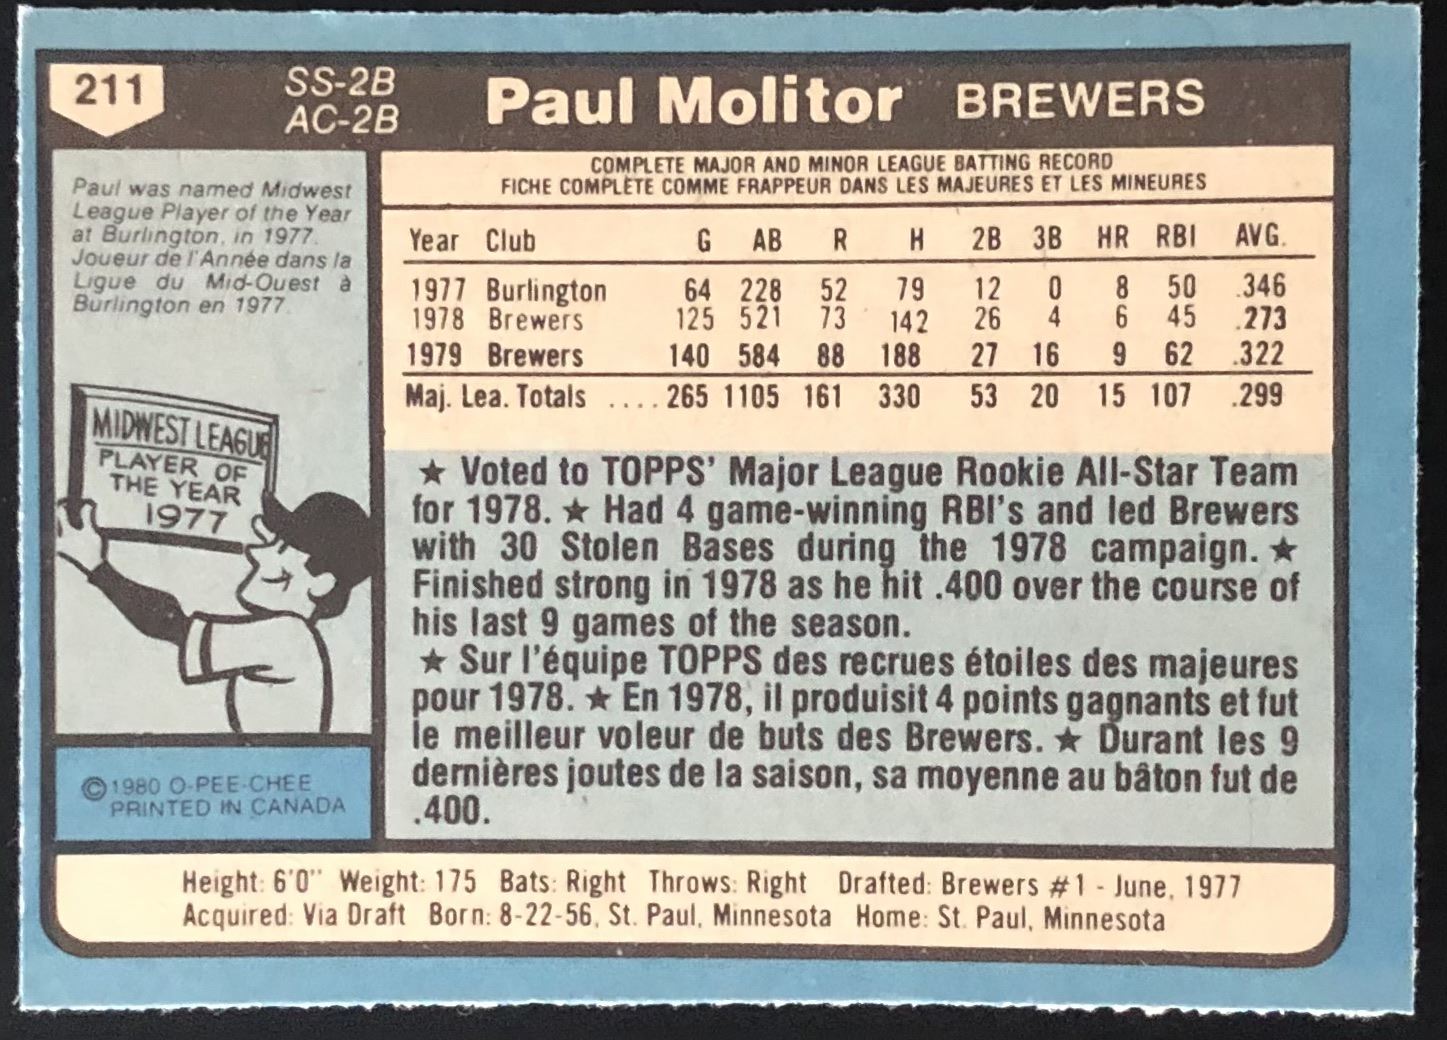 211
SS-2B
AC-2B
Paul Molitor BREWERS
Paul was named Midwest
League Player of the Year
at Burlington, in 1977.
Joueur de l'Année dans la
Ligue du Mid-Ouest à
Burlington en 1977.
MIDWEST LEAGUE
PLAYER OF
THE YEAR
1977
©1980 O-PEE-CHEE
PRINTED IN CANADA
COMPLETE MAJOR AND MINOR LEAGUE BATTING RECORD
FICHE COMPLÈTE COMME FRAPPEUR DANS LES MAJEURES ET LES MINEURES
Year Club G AB R H 2B 3B HR RBI AVG.
1977 Burlington 64 228 52 79 12 0 8 50 .346
1978 Brewers 125 521 73 142 26 4 6 45 .273
1979 Brewers 140 584 88 188 27 16 9 62 .322
Maj. Lea. Totals .... 265 1105 161 330 53 20 15 107 .299
★ Voted to TOPPS' Major League Rookie All-Star Team
for 1978. ★ Had 4 game-winning RBI's and led Brewers
with 30 Stolen Bases during the 1978 campaign. ★
Finished strong in 1978 as he hit .400 over the course of
his last 9 games of the season.
★ Sur l'équipe TOPPS des recrues étoiles des majeures
pour 1978. ★ En 1978, il produisit 4 points gagnants et fut
le meilleur voleur de buts des Brewers. ★ Durant les 9
dernières joutes de la saison, sa moyenne au bâton fut de
.400.
Height: 6'0" Weight: 175 Bats: Right Throws: Right Drafted: Brewers #1 - June, 1977
Acquired: Via Draft Born: 8-22-56, St. Paul, Minnesota Home: St. Paul, Minnesota